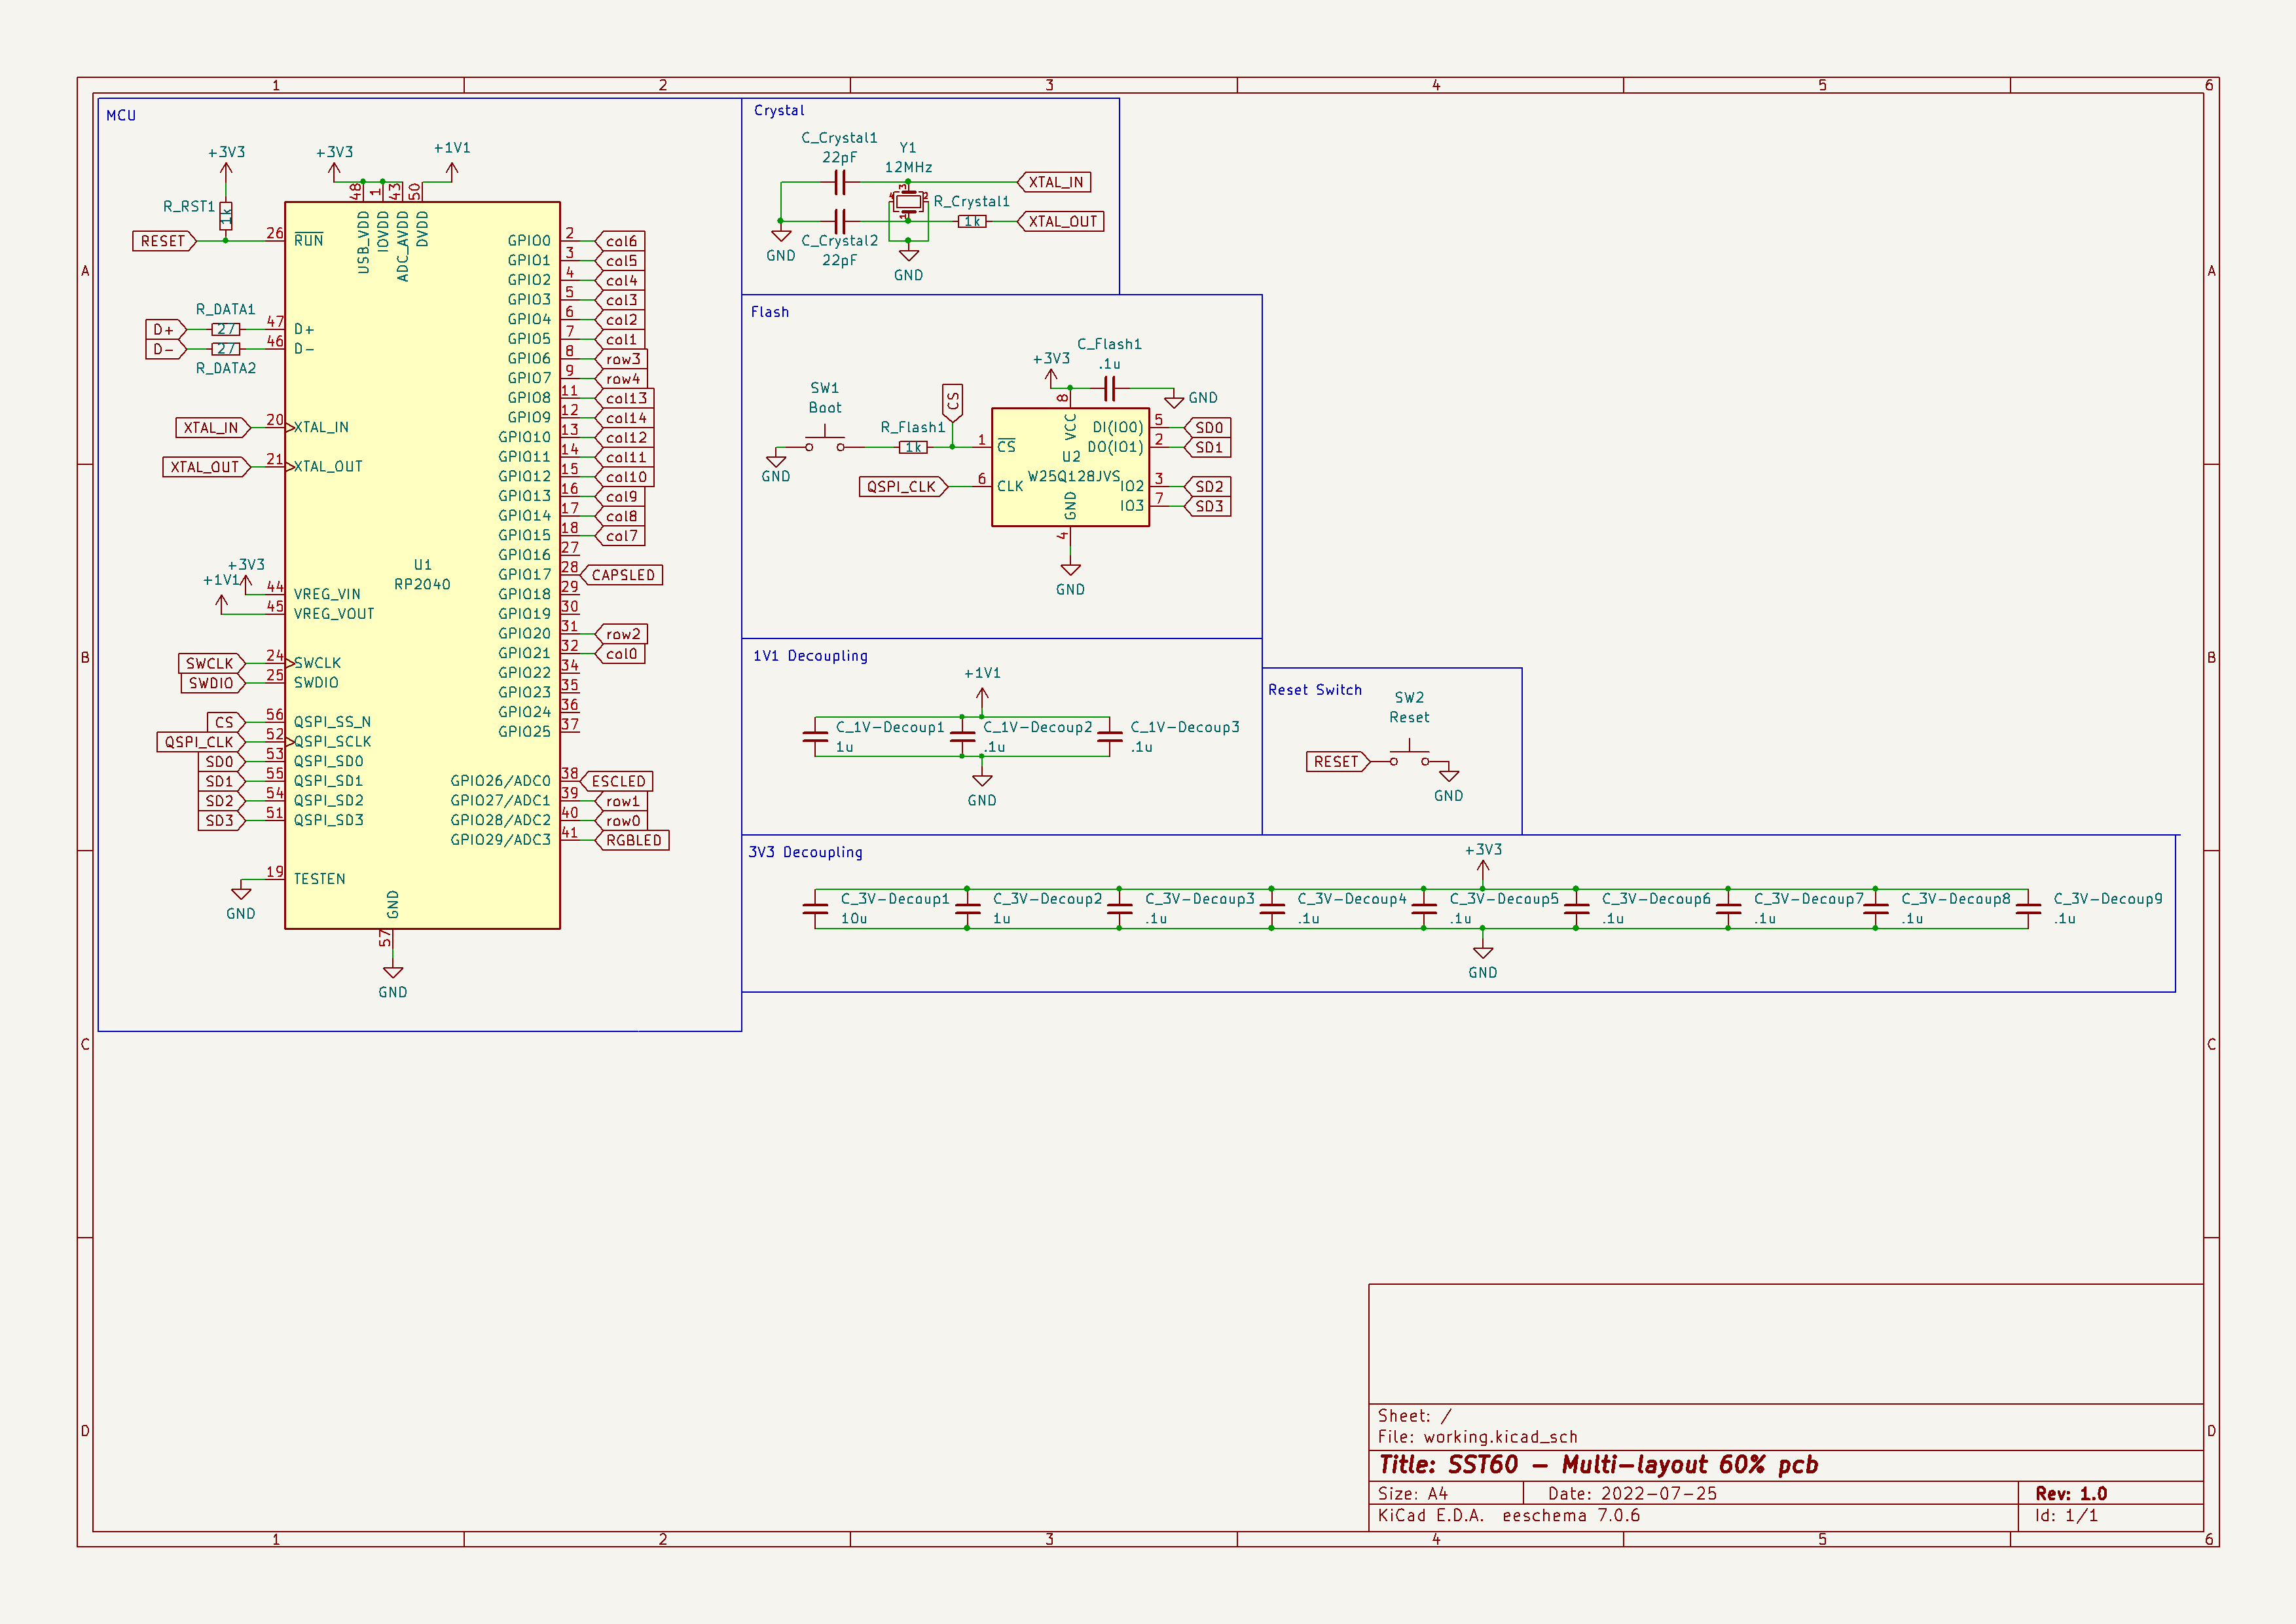 1 2 3 4 5 6
MCU
+3V3
+3V3
+1V1
R_RST1
1k
RESET
26
RUN
48
1
43
50
USB_VDD
IOVDD
ADC_AVDD
DVDD
R_DATA1
D+
27
47
D+
D-
27
46
D-
R_DATA2
XTAL_IN
20
XTAL_IN
XTAL_OUT
21
XTAL_OUT
U1
RP2040
+3V3
+1V1
44
VREG_VIN
45
VREG_VOUT
SWCLK
24
SWCLK
SWDIO
25
SWDIO
CS
56
QSPI_SS_N
QSPI_CLK
52
QSPI_SCLK
SD0
53
QSPI_SD0
SD1
55
QSPI_SD1
SD2
54
QSPI_SD2
SD3
51
QSPI_SD3
19
TESTEN
GND
GND
57
GND
GPIO0 2 col6
GPIO1 3 col5
GPIO2 4 col4
GPIO3 5 col3
GPIO4 6 col2
GPIO5 7 col1
GPIO6 8 row3
GPIO7 9 row4
GPIO8 11 col13
GPIO9 12 col14
GPIO10 13 col12
GPIO11 14 col11
GPIO12 15 col10
GPIO13 16 col9
GPIO14 17 col8
GPIO15 18 col7
GPIO16 27
GPIO17 28 CAPSLED
GPIO18 29
GPIO19 30
GPIO20 31 row2
GPIO21 32 col0
GPIO22 34
GPIO23 35
GPIO24 36
GPIO25 37
GPIO26/ADC0 38 ESCLED
GPIO27/ADC1 39 row1
GPIO28/ADC2 40 row0
GPIO29/ADC3 41 RGBLED
Crystal
C_Crystal1
22pF
Y1
12MHz
XTAL_IN
R_Crystal1
1k
XTAL_OUT
C_Crystal2
22pF
GND
GND
Flash
C_Flash1
.1u
+3V3
GND
SW1
Boot
CS
R_Flash1
1k
GND
8
VCC
1
CS
6
CLK
QSPI_CLK
U2
W25Q128JVS
DI(IO0) 5 SD0
DO(IO1) 2 SD1
IO2 3 SD2
IO3 7 SD3
GND
4
GND
1V1 Decoupling
+1V1
C_1V-Decoup1
1u
C_1V-Decoup2
.1u
C_1V-Decoup3
.1u
GND
Reset Switch
SW2
Reset
RESET
GND
3V3 Decoupling
+3V3
C_3V-Decoup1
10u
C_3V-Decoup2
1u
C_3V-Decoup3
.1u
C_3V-Decoup4
.1u
C_3V-Decoup5
.1u
C_3V-Decoup6
.1u
C_3V-Decoup7
.1u
C_3V-Decoup8
.1u
C_3V-Decoup9
.1u
GND
A A
B B
C C
D D
Sheet: /
File: working.kicad_sch
Title: SST60 – Multi-layout 60% pcb
Size: A4
Date: 2022-07-25
Rev: 1.0
KiCad E.D.A. eeschema 7.0.6
Id: 1/1
1 2 3 4 5 6